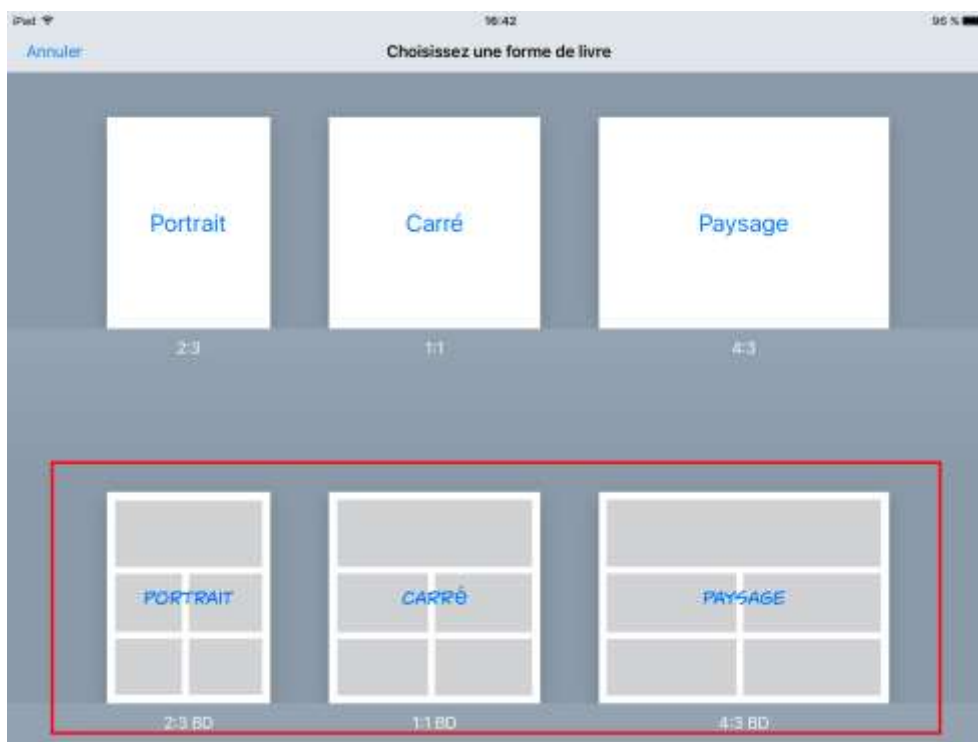 iPad
16:42
96 %
Annuler
Choisissez une forme de livre
Portrait
Carré
Paysage
2:3
1:1
4:3
PORTRAIT
CARRÉ
PAYSAGE
2:3 BD
1:1 BD
4:3 BD